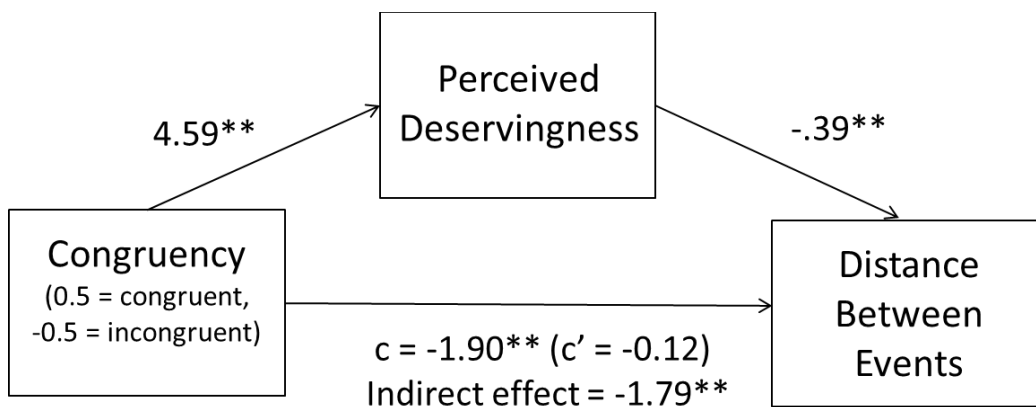 Perceived
Deservingness
4.59**
-.39**
Congruency
(0.5 = congruent,
-0.5 = incongruent)
Distance
Between
Events
c = -1.90** (c’ = -0.12)
Indirect effect = -1.79**